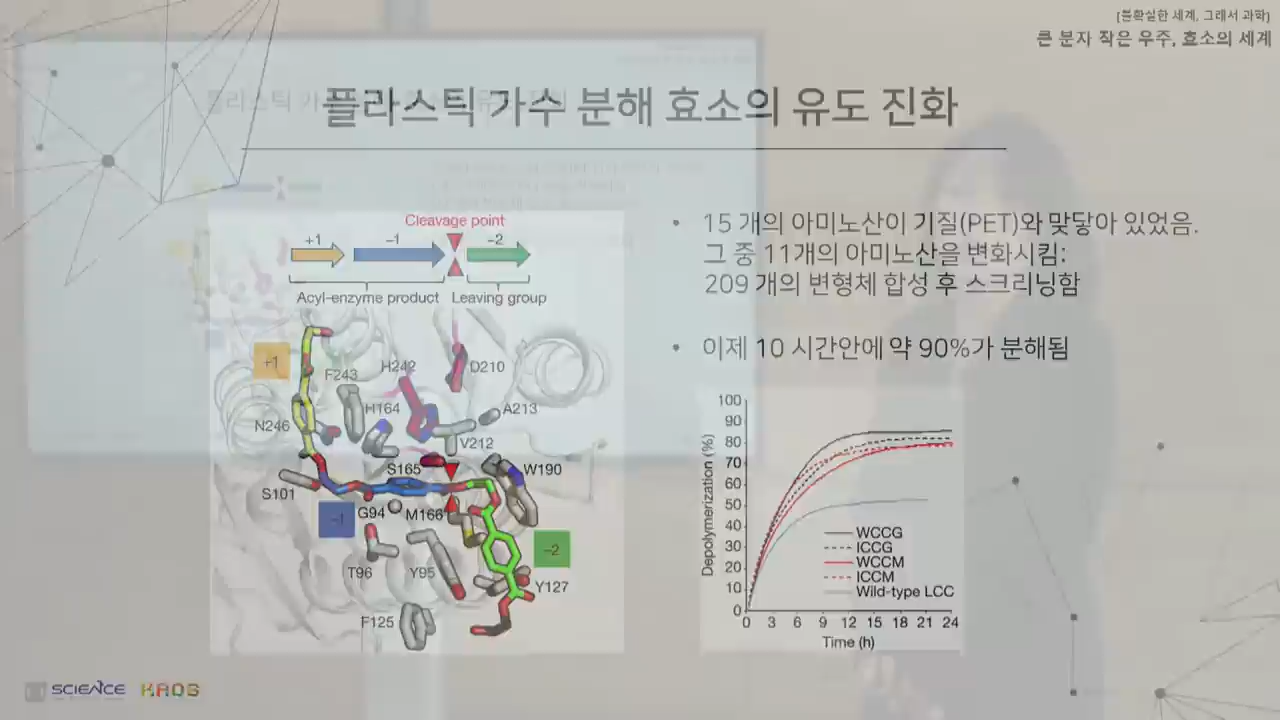 [불확실한 세계, 그래서 과학]
큰 분자 작은 우주, 효소의 세계
플라스틱 가수 분해 효소의 유도 진화
Cleavage point
+1
−1
−2
Acyl-enzyme product
Leaving group
+1
F243
H242
D210
H164
A213
N246
V212
S165
W190
S101
−1
G94
M166
−2
T96
Y95
Y127
F125
• 15 개의 아미노산이 기질(PET)와 맞닿아 있었음.
그 중 11개의 아미노산을 변화시킴:
209 개의 변형체 합성 후 스크리닝함
• 이제 10 시간안에 약 90%가 분해됨
Depolymerization (%)
100
90
80
70
60
50
40
30
20
10
0
WCCG
ICCG
WCCM
ICCM
Wild-type LCC
0 3 6 9 12 15 18 21 24
Time (h)
SCIENCE KAOS